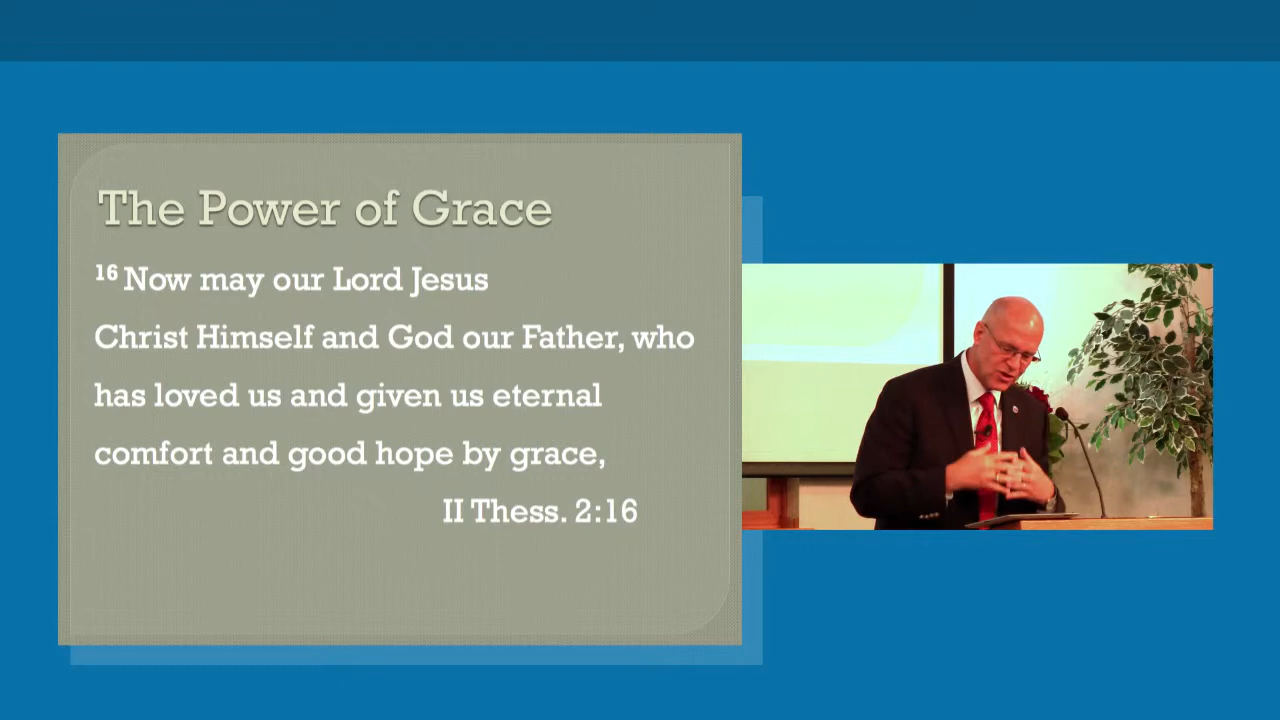 The Power of Grace
16 Now may our Lord Jesus
Christ Himself and God our Father, who
has loved us and given us eternal
comfort and good hope by grace,
II Thess. 2:16